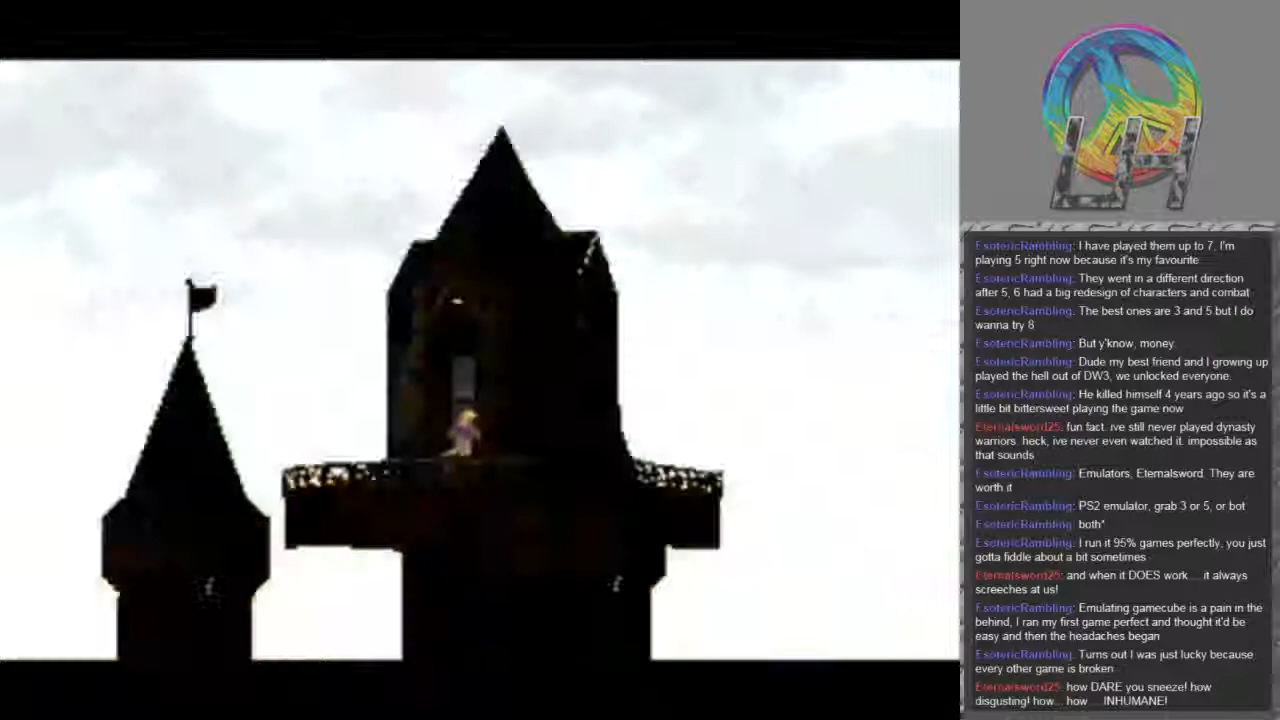 LH
EsotericRambling: I have played them up to 7, I'm
playing 5 right now because it's my favourite
EsotericRambling: They went in a different direction
after 5, 6 had a big redesign of characters and combat
EsotericRambling: The best ones are 3 and 5 but I do
wanna try 8
EsotericRambling: But y'know, money.
EsotericRambling: Dude my best friend and I growing up
played the hell out of DW3, we unlocked everyone.
EsotericRambling: He killed himself 4 years ago so it's a
little bit bittersweet playing the game now
Eternalsword25: fun fact. ive still never played dynasty
warriors. heck, ive never even watched it. impossible as
that sounds
EsotericRambling: Emulators, Eternalsword. They are
worth it
EsotericRambling: PS2 emulator, grab 3 or 5, or bot
EsotericRambling: both*
EsotericRambling: I run it 95% games perfectly, you just
gotta fiddle about a bit sometimes
Eternalsword25: and when it DOES work.... it always
screeches at us!
EsotericRambling: Emulating gamecube is a pain in the
behind, I ran my first game perfect and thought it'd be
easy and then the headaches began
EsotericRambling: Turns out I was just lucky because
every other game is broken
Eternalsword25: how DARE you sneeze! how
disgusting! how... how.... INHUMANE!